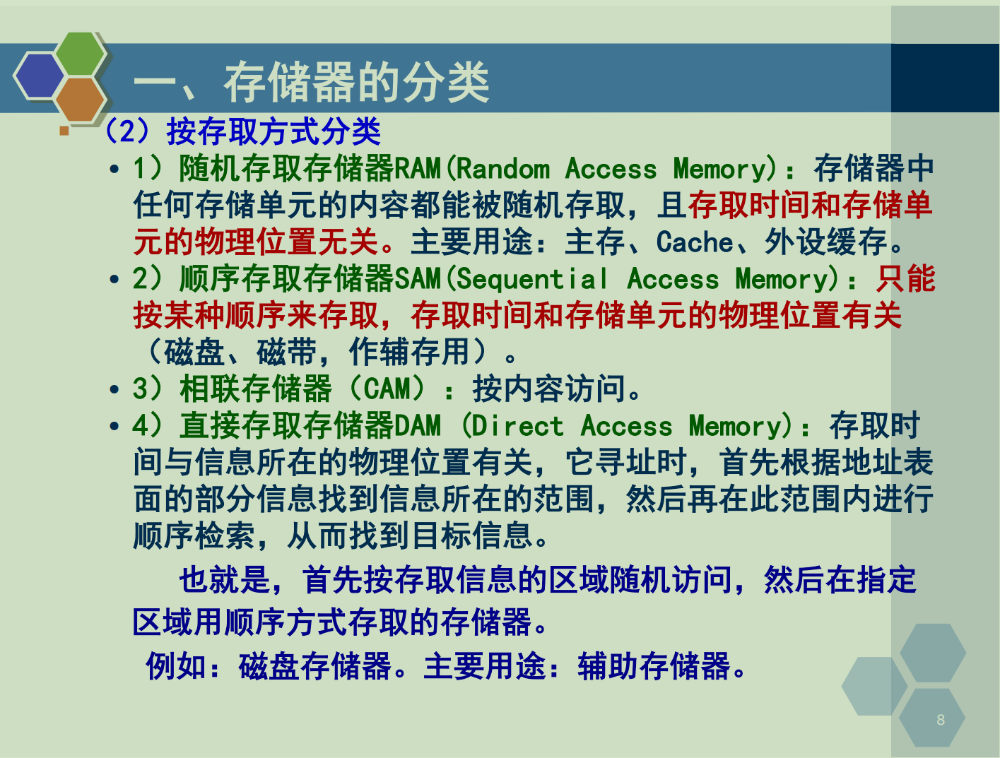 一、存储器的分类
（2）按存取方式分类
1）随机存取存储器RAM(Random Access Memory)：存储器中
任何存储单元的内容都能被随机存取，且存取时间和存储单
元的物理位置无关。主要用途：主存、Cache、外设缓存。
2）顺序存取存储器SAM(Sequential Access Memory)：只能
按某种顺序来存取，存取时间和存储单元的物理位置有关
（磁盘、磁带，作辅存用）。
3）相联存储器（CAM）：按内容访问。
4）直接存取存储器DAM (Direct Access Memory)：存取时
间与信息所在的物理位置有关，它寻址时，首先根据地址表
面的部分信息找到信息所在的范围，然后再在此范围内进行
顺序检索，从而找到目标信息。
也就是，首先按存取信息的区域随机访问，然后在指定
区域用顺序方式存取的存储器。
例如：磁盘存储器。主要用途：辅助存储器。
8